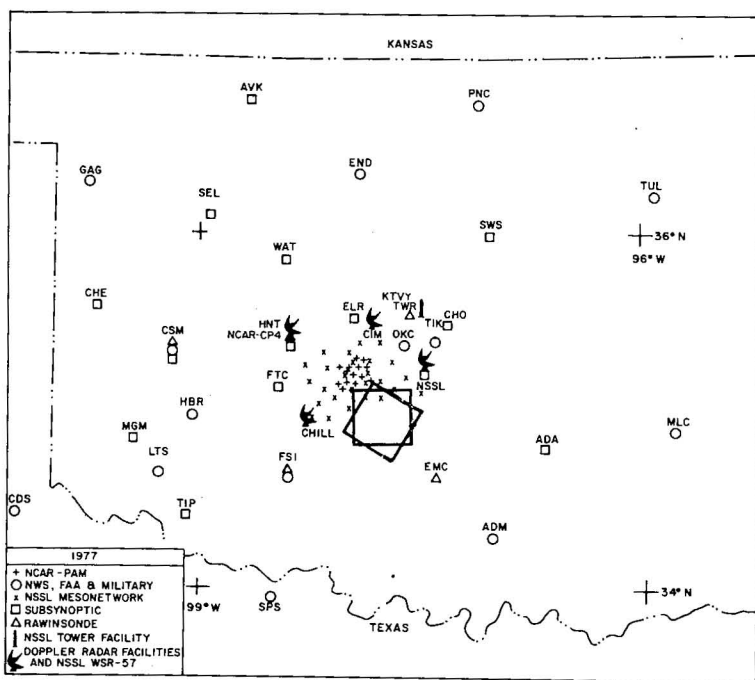 KANSAS
AVK
PNC
GAG
END
SEL
TUL
SWS
36° N
96° W
WAT
CHE
KTVY
TWR
ELR
TIK
CHO
HNT
NCAR-CP4
CIM
OKC
CSM
FTC
NSSL
HBR
CHILL
MGM
MLC
LTS
FSI
ADA
EMC
CDS
TIP
ADM
1977
+ NCAR-PAM
○ NWS, FAA & MILITARY
x NSSL MESONETWORK
□ SUBSYNOPTIC
△ RAWINSONDE
NSSL TOWER FACILITY
DOPPLER RADAR FACILITIES
AND NSSL WSR-57
99° W
SPS
TEXAS
34° N